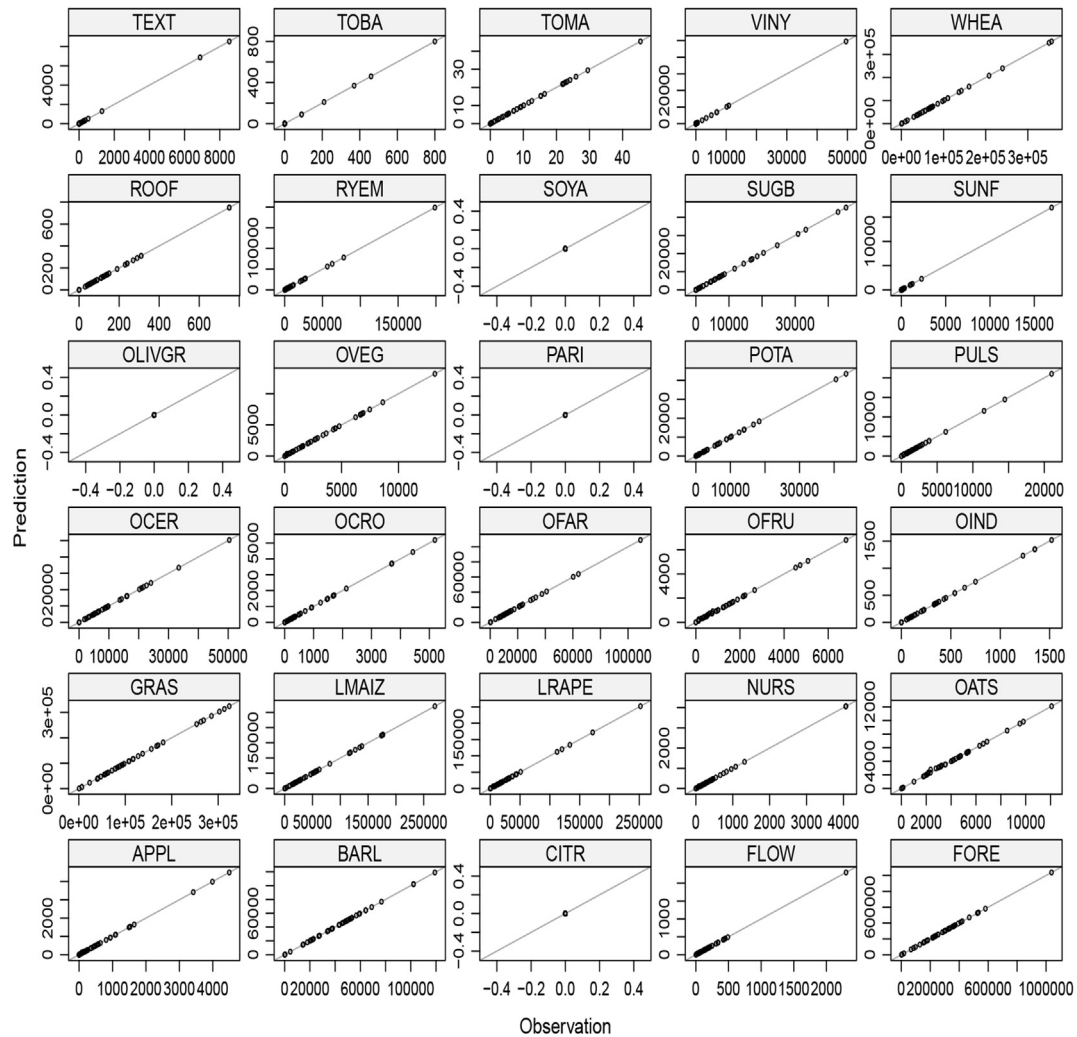 TEXT TOBA TOMA VINY WHEA
0 4000
0 200 400 600 800
0 10 30
0 20000
0e+00 3e+05
0 2000 4000 6000 8000
0 200 400 600 800
0 10 20 30 40
0 10000 30000 50000
0e+00 1e+05 2e+05 3e+05
ROOF RYEM SOYA SUGB SUNF
0 200 600
0 100000
−0.4 0.0 0.4
0 20000
0 10000
0 200 400 600
0 50000 150000
−0.4 −0.2 0.0 0.2 0.4
0 10000 30000
0 5000 10000 15000
OLIVGR OVEG PARI POTA PULS
−0.4 0.0 0.4
0 5000
−0.4 0.0 0.4
0 20000
0 10000
−0.4 −0.2 0.0 0.2 0.4
0 5000 10000
−0.4 −0.2 0.0 0.2 0.4
0 10000 30000
0 5000 10000 20000
Prediction
OCER OCRO OFAR OFRU OIND
0 20000
0 2000 5000
0 60000
0 4000
0 500 1500
0 10000 30000 50000
0 1000 3000 5000
0 20000 60000 100000
0 2000 4000 6000
0 500 1000 1500
GRAS LMAIZ LRAPE NURS OATS
0e+00 3e+05
0 150000
0 150000
0 2000
0 4000 12000
0e+00 1e+05 2e+05 3e+05
0 50000 150000 250000
0 50000 150000 250000
0 1000 2000 3000 4000
0 2000 6000 10000
APPL BARL CITR FLOW FORE
0 2000
0 60000
−0.4 0.0 0.4
0 1000
0 600000
0 1000 2000 3000 4000
0 20000 60000 100000
−0.4 −0.2 0.0 0.2 0.4
0 500 1000 1500 2000
0 200000 600000 1000000
Observation